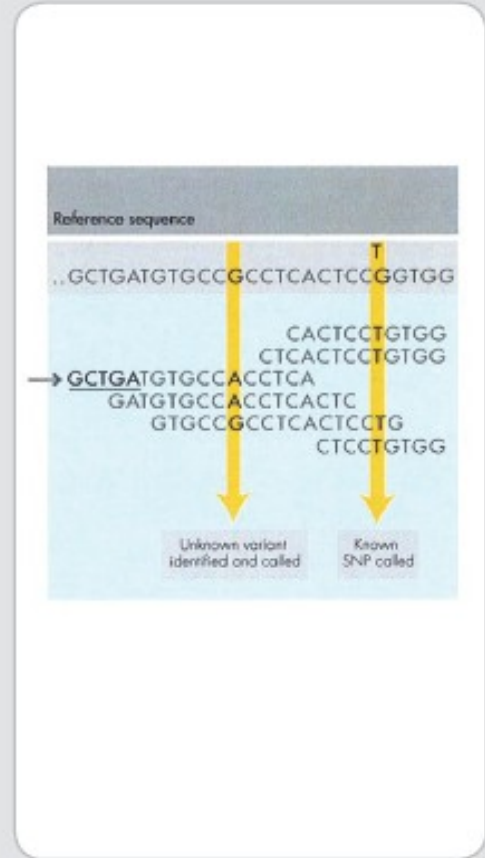 Reference sequence
T
..GCTGATGTGCCGCCTCACTCCGGTGG
CACTCCTGTGG
CTCACTCCTGTGG
→ GCTGATGTGCCACCTCA
GATGTGCCACCTCACTC
GTGCCGCCTCACTCCTG
CTCCTGTGG
Unknown variant
identified and called
Known
SNP called